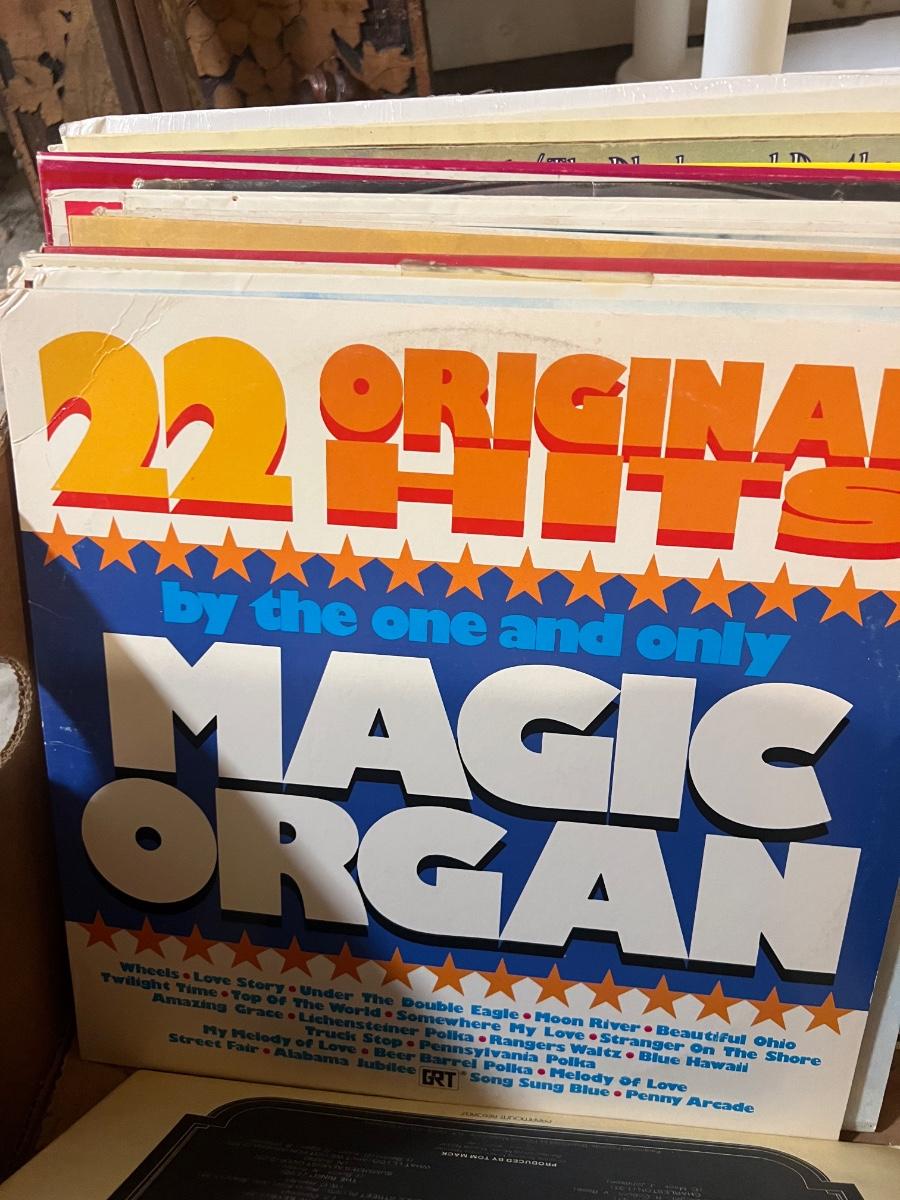 22 ORIGINAL
HITS
by the one and only
MAGIC
ORGAN
Wheels • Love Story • Under The Double Eagle • Moon River • Beautiful Ohio
Twilight Time • Top Of The World • Somewhere My Love • Stranger On The Shore
Amazing Grace • Lichensteiner Polka • Rangers Waltz • Blue Hawaii
Truck Stop • Pennsylvania Polka
My Melody of Love • Beer Barrel Polka • Melody of Love
Street Fair • Alabama Jubilee GRT Song Sung Blue • Penny Arcade
PARAMOUNT RECORDS
PRODUCED BY TOM MACK